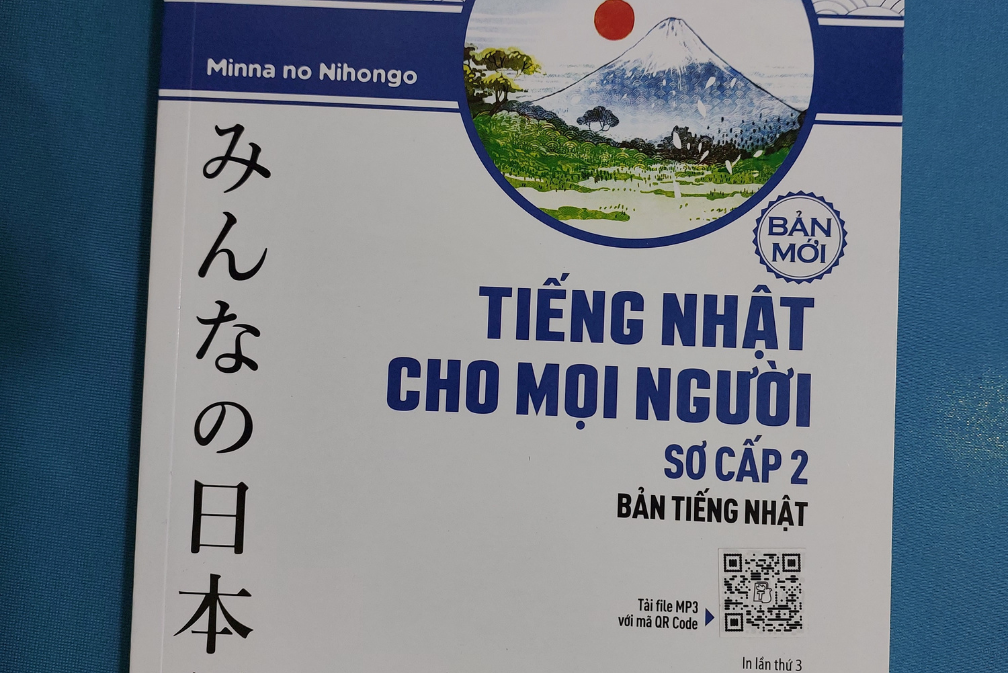 Minna no Nihongo
みんなの日本
BẢN
MỚI
TIẾNG NHẬT
CHO MỌI NGƯỜI
SƠ CẤP 2
BẢN TIẾNG NHẬT
Tải file MP3
với mã QR Code
In lần thứ 3